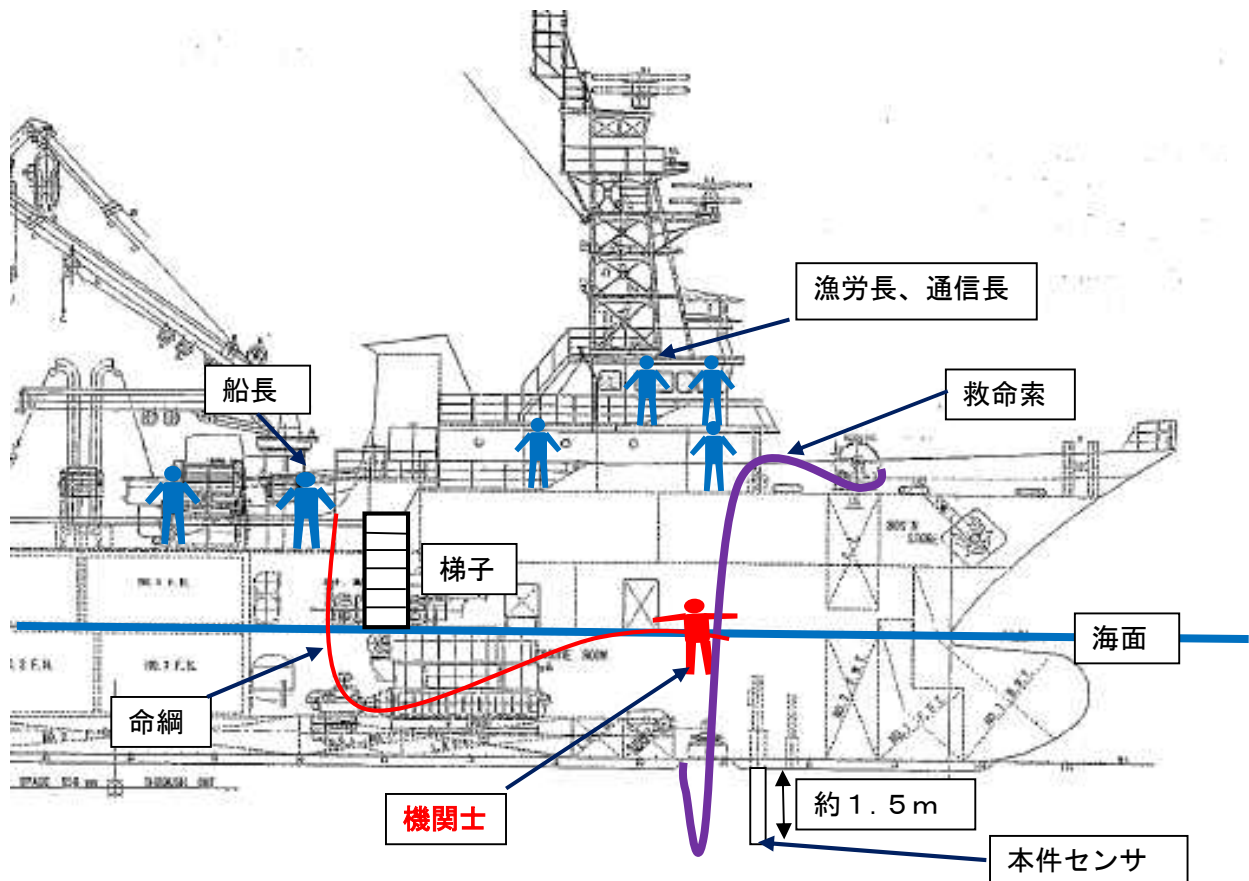 漁労長、通信長
船長
救命索
梯子
海面
命綱
機関士
約１．５ｍ
本件センサ